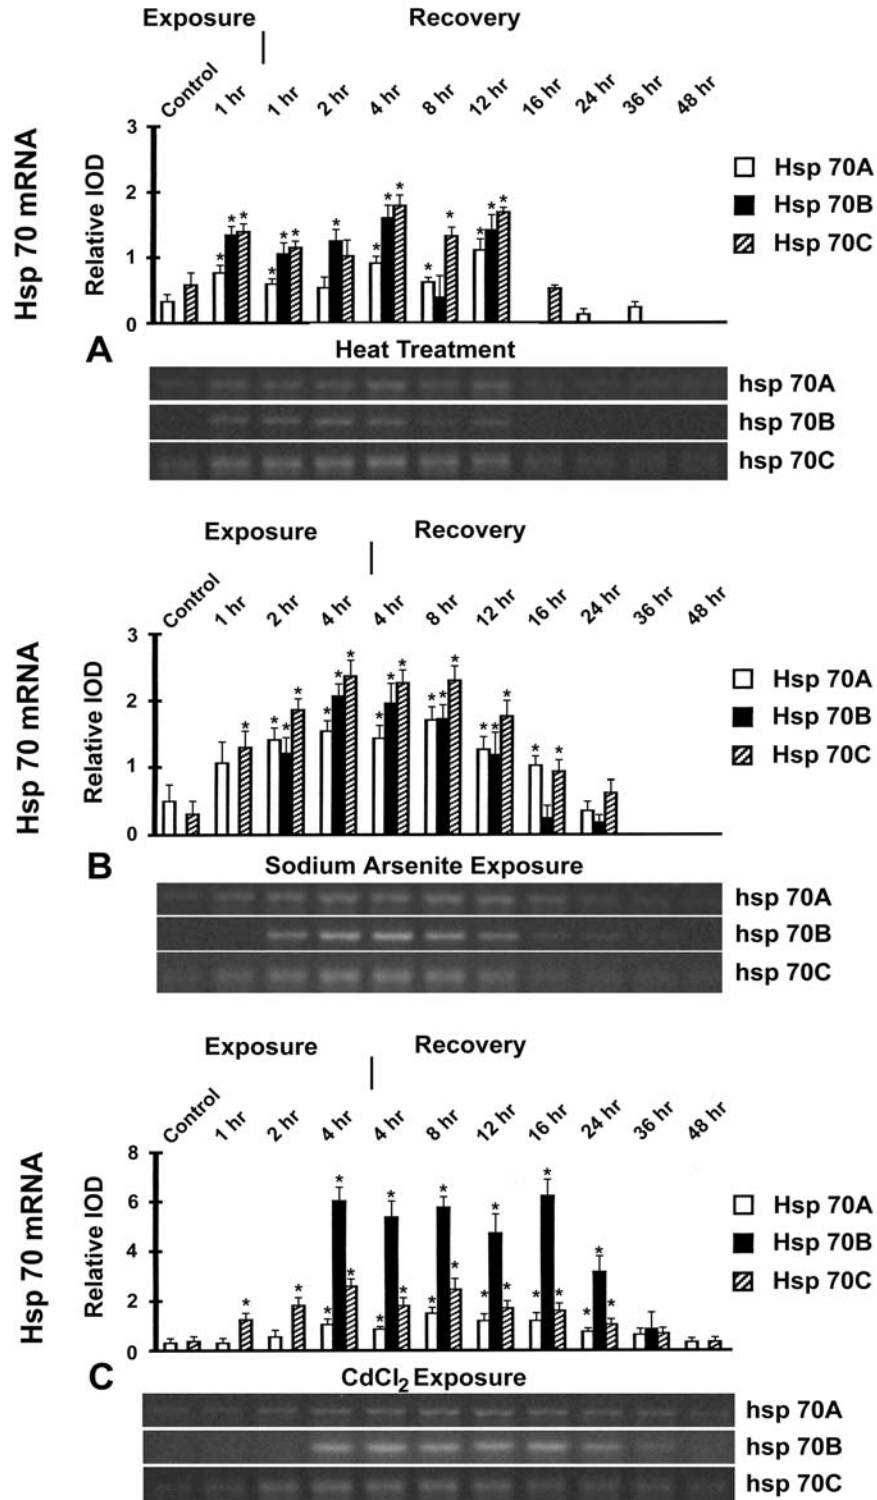 Exposure Recovery
Control 1 hr 1 hr 2 hr 4 hr 8 hr 12 hr 16 hr 24 hr 36 hr 48 hr
Hsp 70 mRNA
Relative IOD
3
2
1
0
* * * * * * * * * * * * * * * *
Hsp 70A
Hsp 70B
Hsp 70C
A
Heat Treatment
hsp 70A
hsp 70B
hsp 70C
Exposure Recovery
Control 1 hr 2 hr 4 hr 4 hr 8 hr 12 hr 16 hr 24 hr 36 hr 48 hr
Hsp 70 mRNA
Relative IOD
3
2
1
0
* * * * * * * * * * * * * * * * * * *
Hsp 70A
Hsp 70B
Hsp 70C
B
Sodium Arsenite Exposure
hsp 70A
hsp 70B
hsp 70C
Exposure Recovery
Control 1 hr 2 hr 4 hr 4 hr 8 hr 12 hr 16 hr 24 hr 36 hr 48 hr
Hsp 70 mRNA
Relative IOD
8
6
4
2
0
* * * * * * * * * * * * * * * * * * * *
Hsp 70A
Hsp 70B
Hsp 70C
C
CdCl₂ Exposure
hsp 70A
hsp 70B
hsp 70C